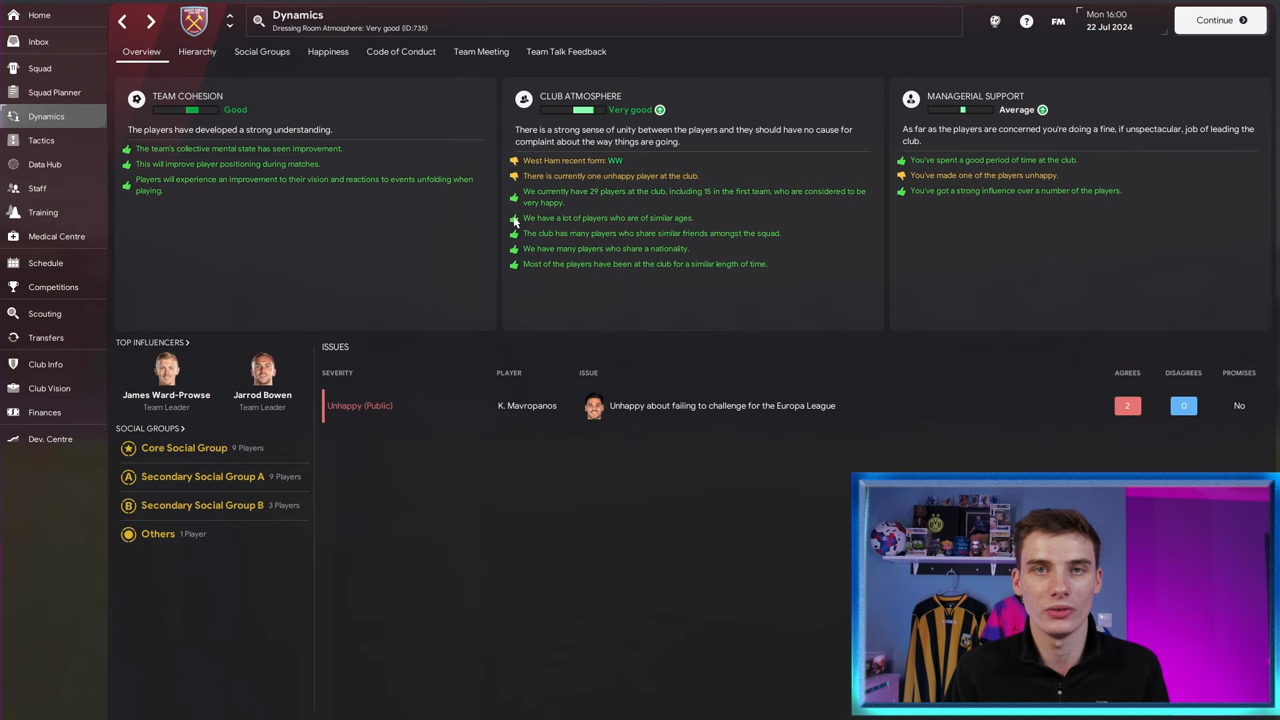 Home
Inbox
Squad
Squad Planner
Dynamics
Tactics
Data Hub
Staff
Training
Medical Centre
Schedule
Competitions
Scouting
Transfers
Club Info
Club Vision
Finances
Dev. Centre
Dynamics
Dressing Room Atmosphere: Very good (ID:735)
FM
Mon 16:00
22 Jul 2024
Continue
Overview
Hierarchy
Social Groups
Happiness
Code of Conduct
Team Meeting
Team Talk Feedback
TEAM COHESION
Good
The players have developed a strong understanding.
The team's collective mental state has seen improvement.
This will improve player positioning during matches.
Players will experience an improvement to their vision and reactions to events unfolding when
playing.
CLUB ATMOSPHERE
Very good
There is a strong sense of unity between the players and they should have no cause for
complaint about the way things are going.
West Ham recent form: WW
There is currently one unhappy player at the club.
We currently have 29 players at the club, including 15 in the first team, who are considered to be
very happy.
We have a lot of players who are of similar ages.
The club has many players who share similar friends amongst the squad.
We have many players who share a nationality.
Most of the players have been at the club for a similar length of time.
MANAGERIAL SUPPORT
Average
As far as the players are concerned you're doing a fine, if unspectacular, job of leading the
club.
You've spent a good period of time at the club.
You've made one of the players unhappy.
You've got a strong influence over a number of the players.
TOP INFLUENCERS >
James Ward-Prowse
Team Leader
Jarrod Bowen
Team Leader
SOCIAL GROUPS >
Core Social Group 9 Players
A Secondary Social Group A 9 Players
B Secondary Social Group B 3 Players
Others 1 Player
ISSUES
SEVERITY PLAYER ISSUE AGREES DISAGREES PROMISES
Unhappy (Public) K. Mavropanos Unhappy about failing to challenge for the Europa League 2 0 No
BVB
09